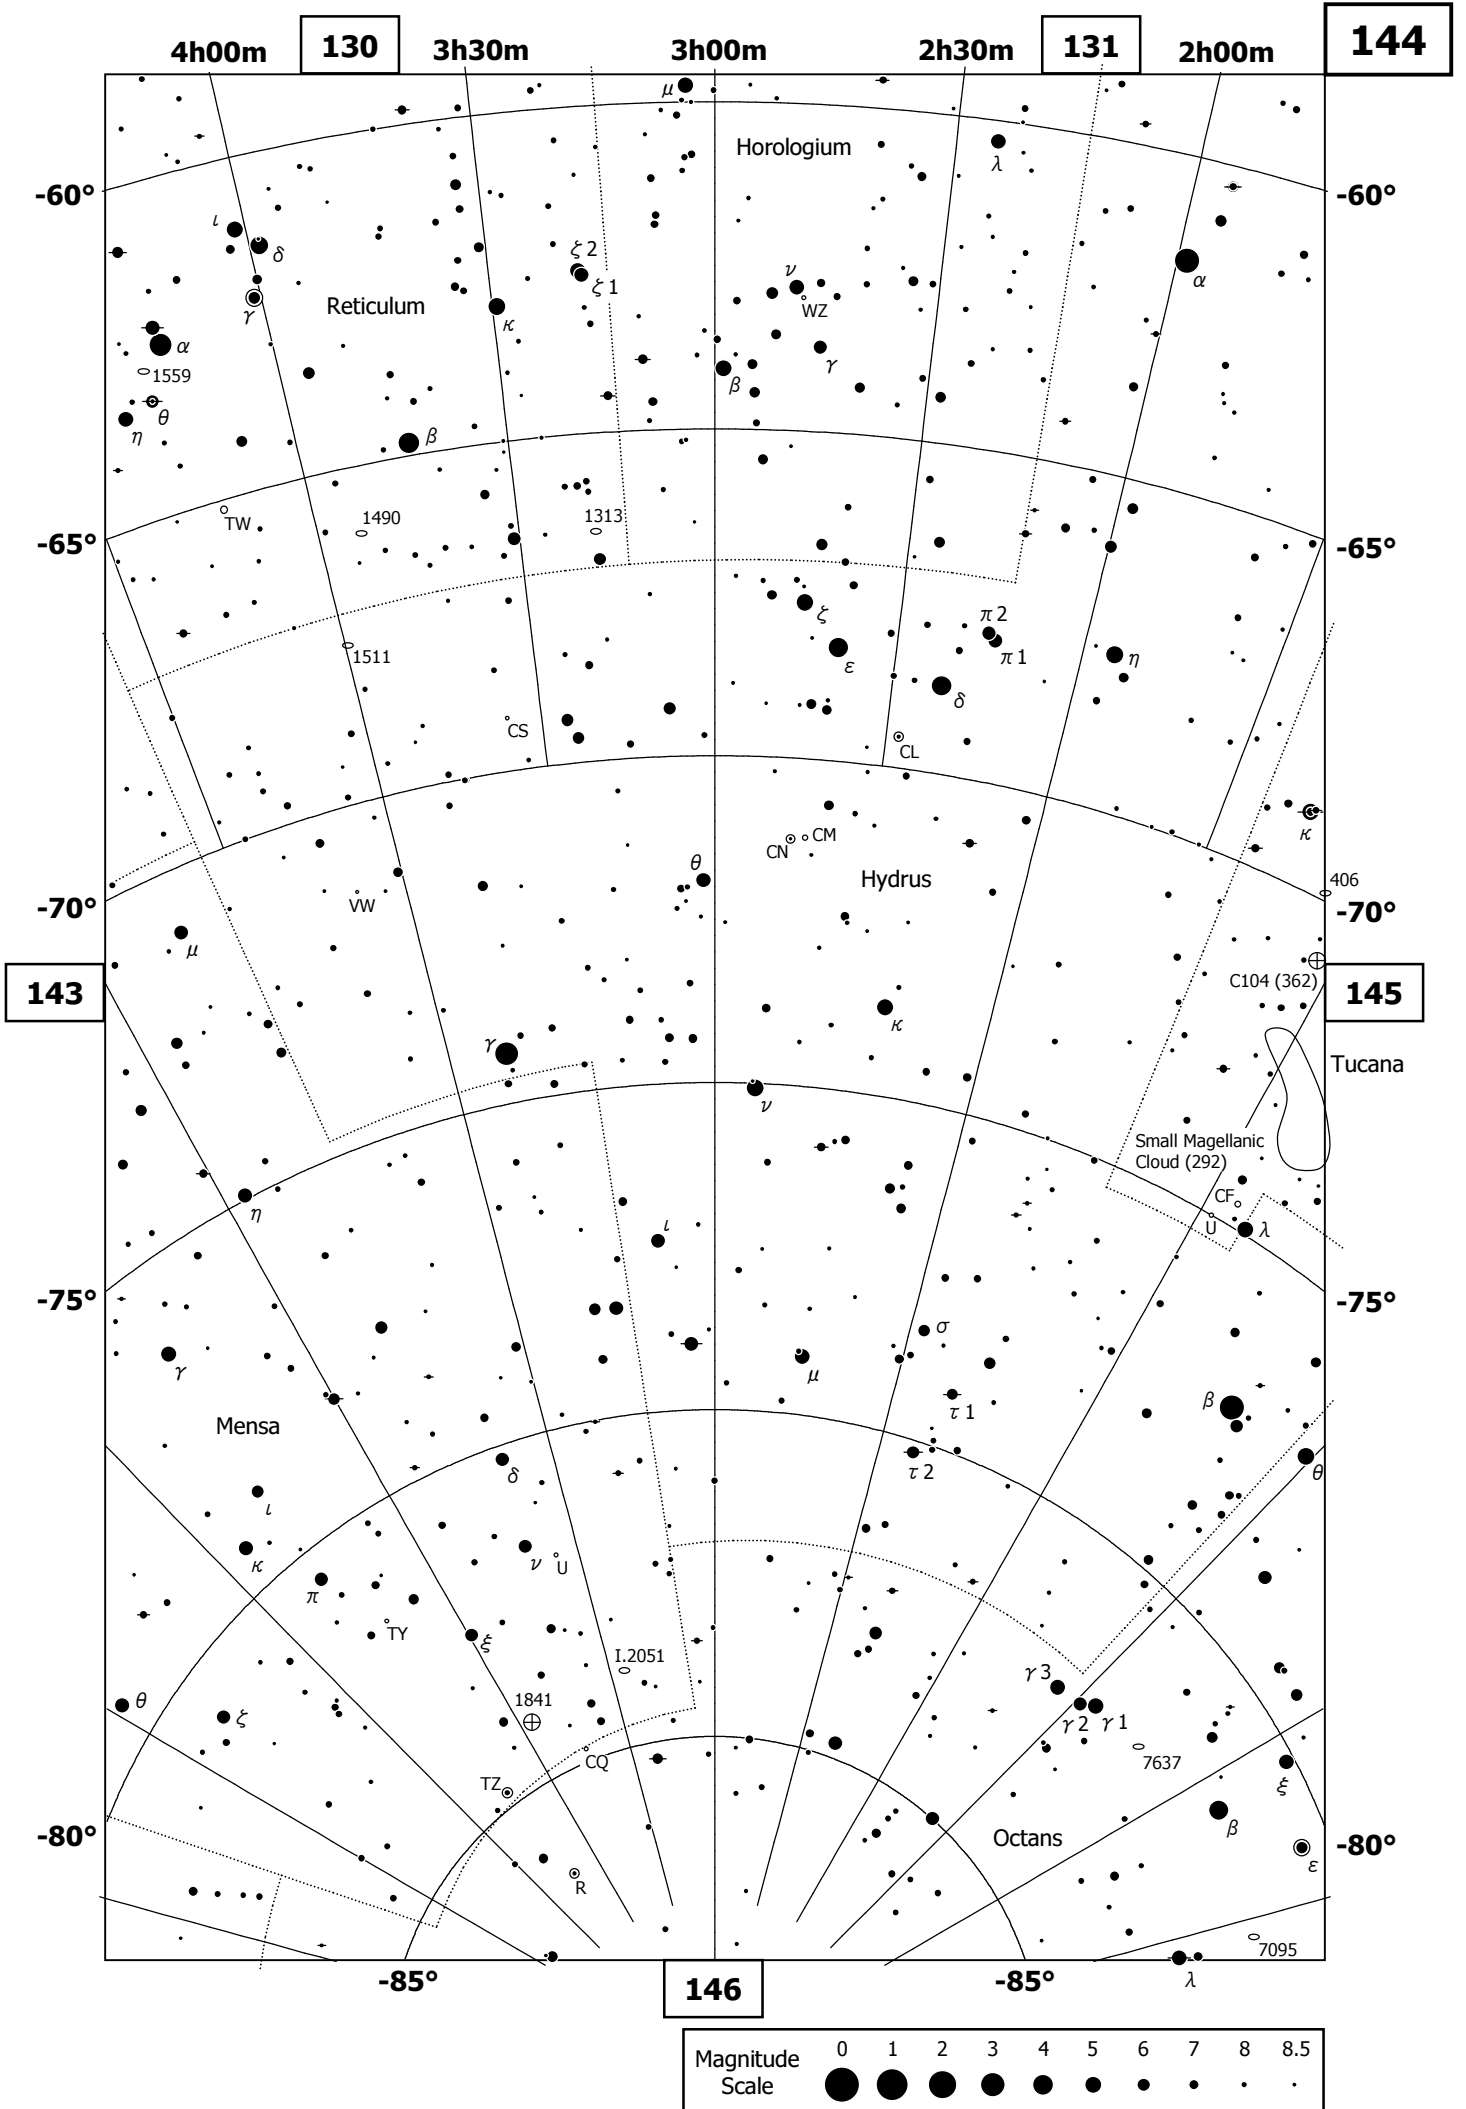 4h00m 130 3h30m 3h00m 2h30m 131 2h00m 144
μ
Horologium
λ
-60° -60°
ι
δ
ζ 2
ζ 1
α
ν
WZ
γ
Reticulum
κ
α
γ
1559
β
θ
η
β
TW
1490
1313
-65° -65°
ζ
π 2
π 1
1511
ε
η
δ
CS
CL
CN CM
κ
θ
Hydrus
406
VW
-70° -70°
μ
143
C104 (362)
145
κ
γ
Tucana
ν
Small Magellanic
Cloud (292)
η
CF
U
λ
ι
-75° -75°
σ
γ
μ
β
τ 1
Mensa
δ
τ 2
θ
ι
κ
ν U
π
TY
ξ
I.2051
γ 3
θ
1841
ζ
γ 2 γ 1
CQ
7637
TZ
ξ
β
-80° Octans -80°
ε
R
7095
-85° 146 -85°
λ
Magnitude
Scale
0 1 2 3 4 5 6 7 8 8.5